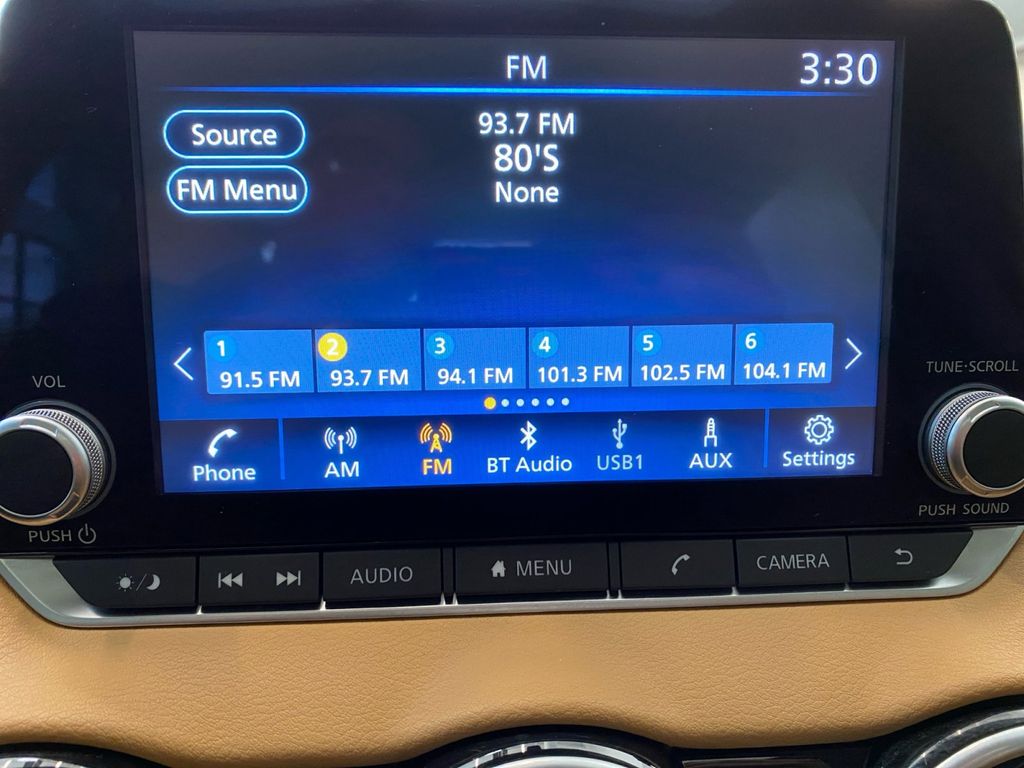 FM
3:30
Source
FM Menu
93.7 FM
80'S
None
1 2 3 4 5 6
91.5 FM 93.7 FM 94.1 FM 101.3 FM 102.5 FM 104.1 FM
Phone AM FM BT Audio USB1 AUX Settings
VOL
PUSH
TUNE·SCROLL
PUSH SOUND
AUDIO MENU CAMERA